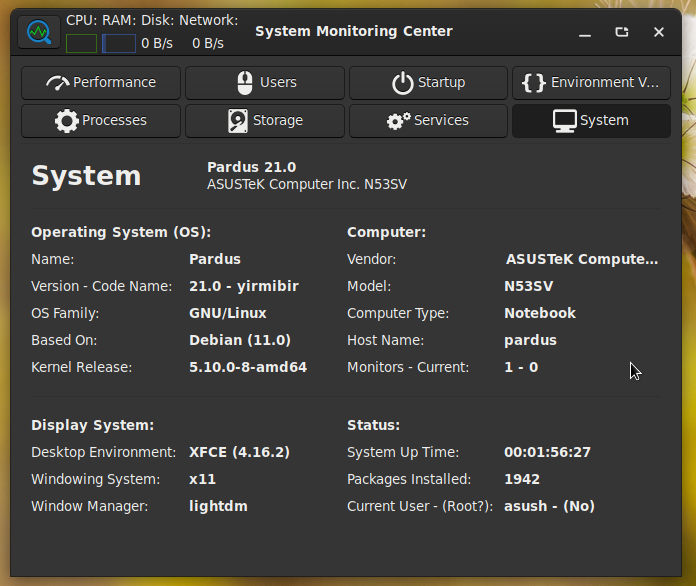 CPU: RAM: Disk: Network:
0 B/s 0 B/s
System Monitoring Center
Performance Users Startup Environment V...
Processes Storage Services System
System
Pardus 21.0
ASUSTeK Computer Inc. N53SV
Operating System (OS):
Name: Pardus
Version - Code Name: 21.0 - yirmibir
OS Family: GNU/Linux
Based On: Debian (11.0)
Kernel Release: 5.10.0-8-amd64
Computer:
Vendor: ASUSTeK Compute...
Model: N53SV
Computer Type: Notebook
Host Name: pardus
Monitors - Current: 1 - 0
Display System:
Desktop Environment: XFCE (4.16.2)
Windowing System: x11
Window Manager: lightdm
Status:
System Up Time: 00:01:56:27
Packages Installed: 1942
Current User - (Root?): asush - (No)